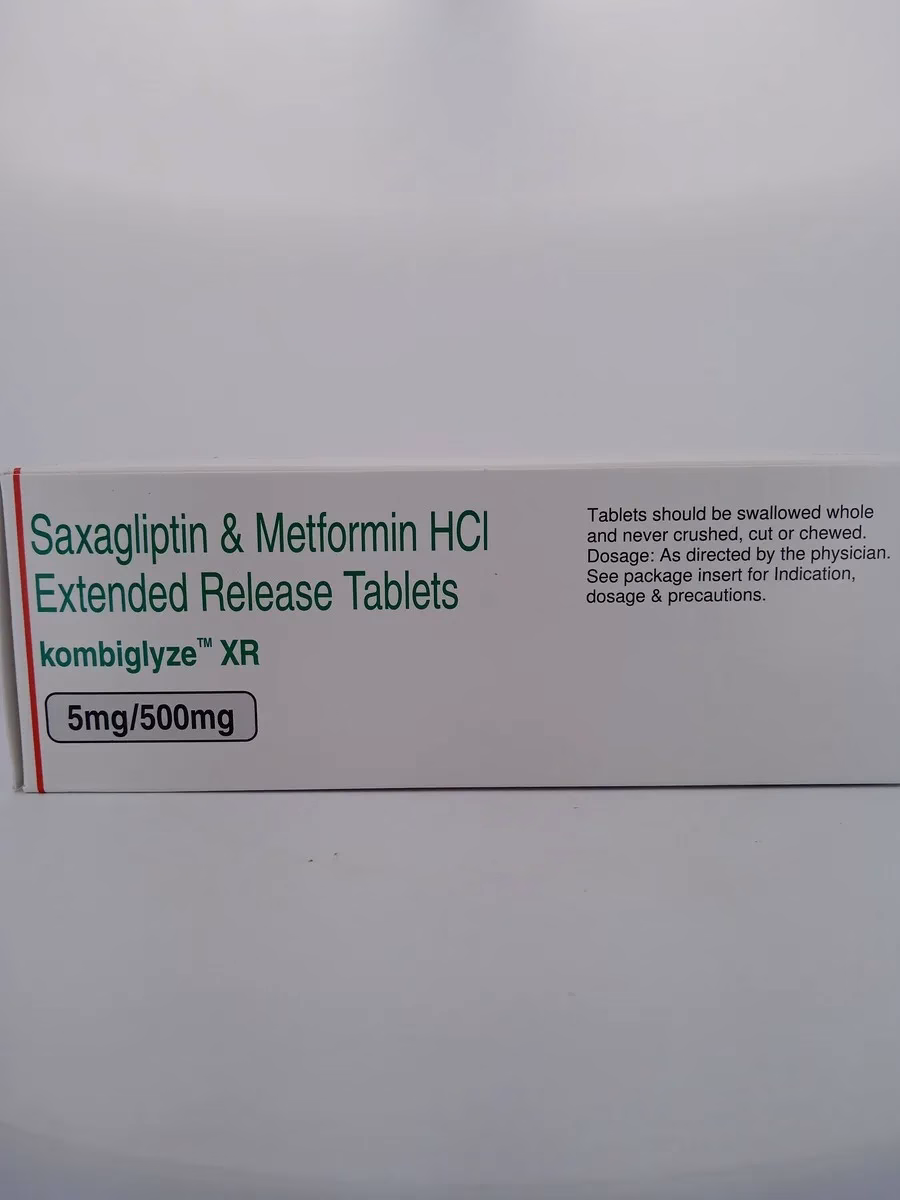 Saxagliptin & Metformin HCl
Extended Release Tablets
kombiglyze™ XR
5mg/500mg
Tablets should be swallowed whole
and never crushed, cut or chewed.
Dosage: As directed by the physician.
See package insert for Indication,
dosage & precautions.